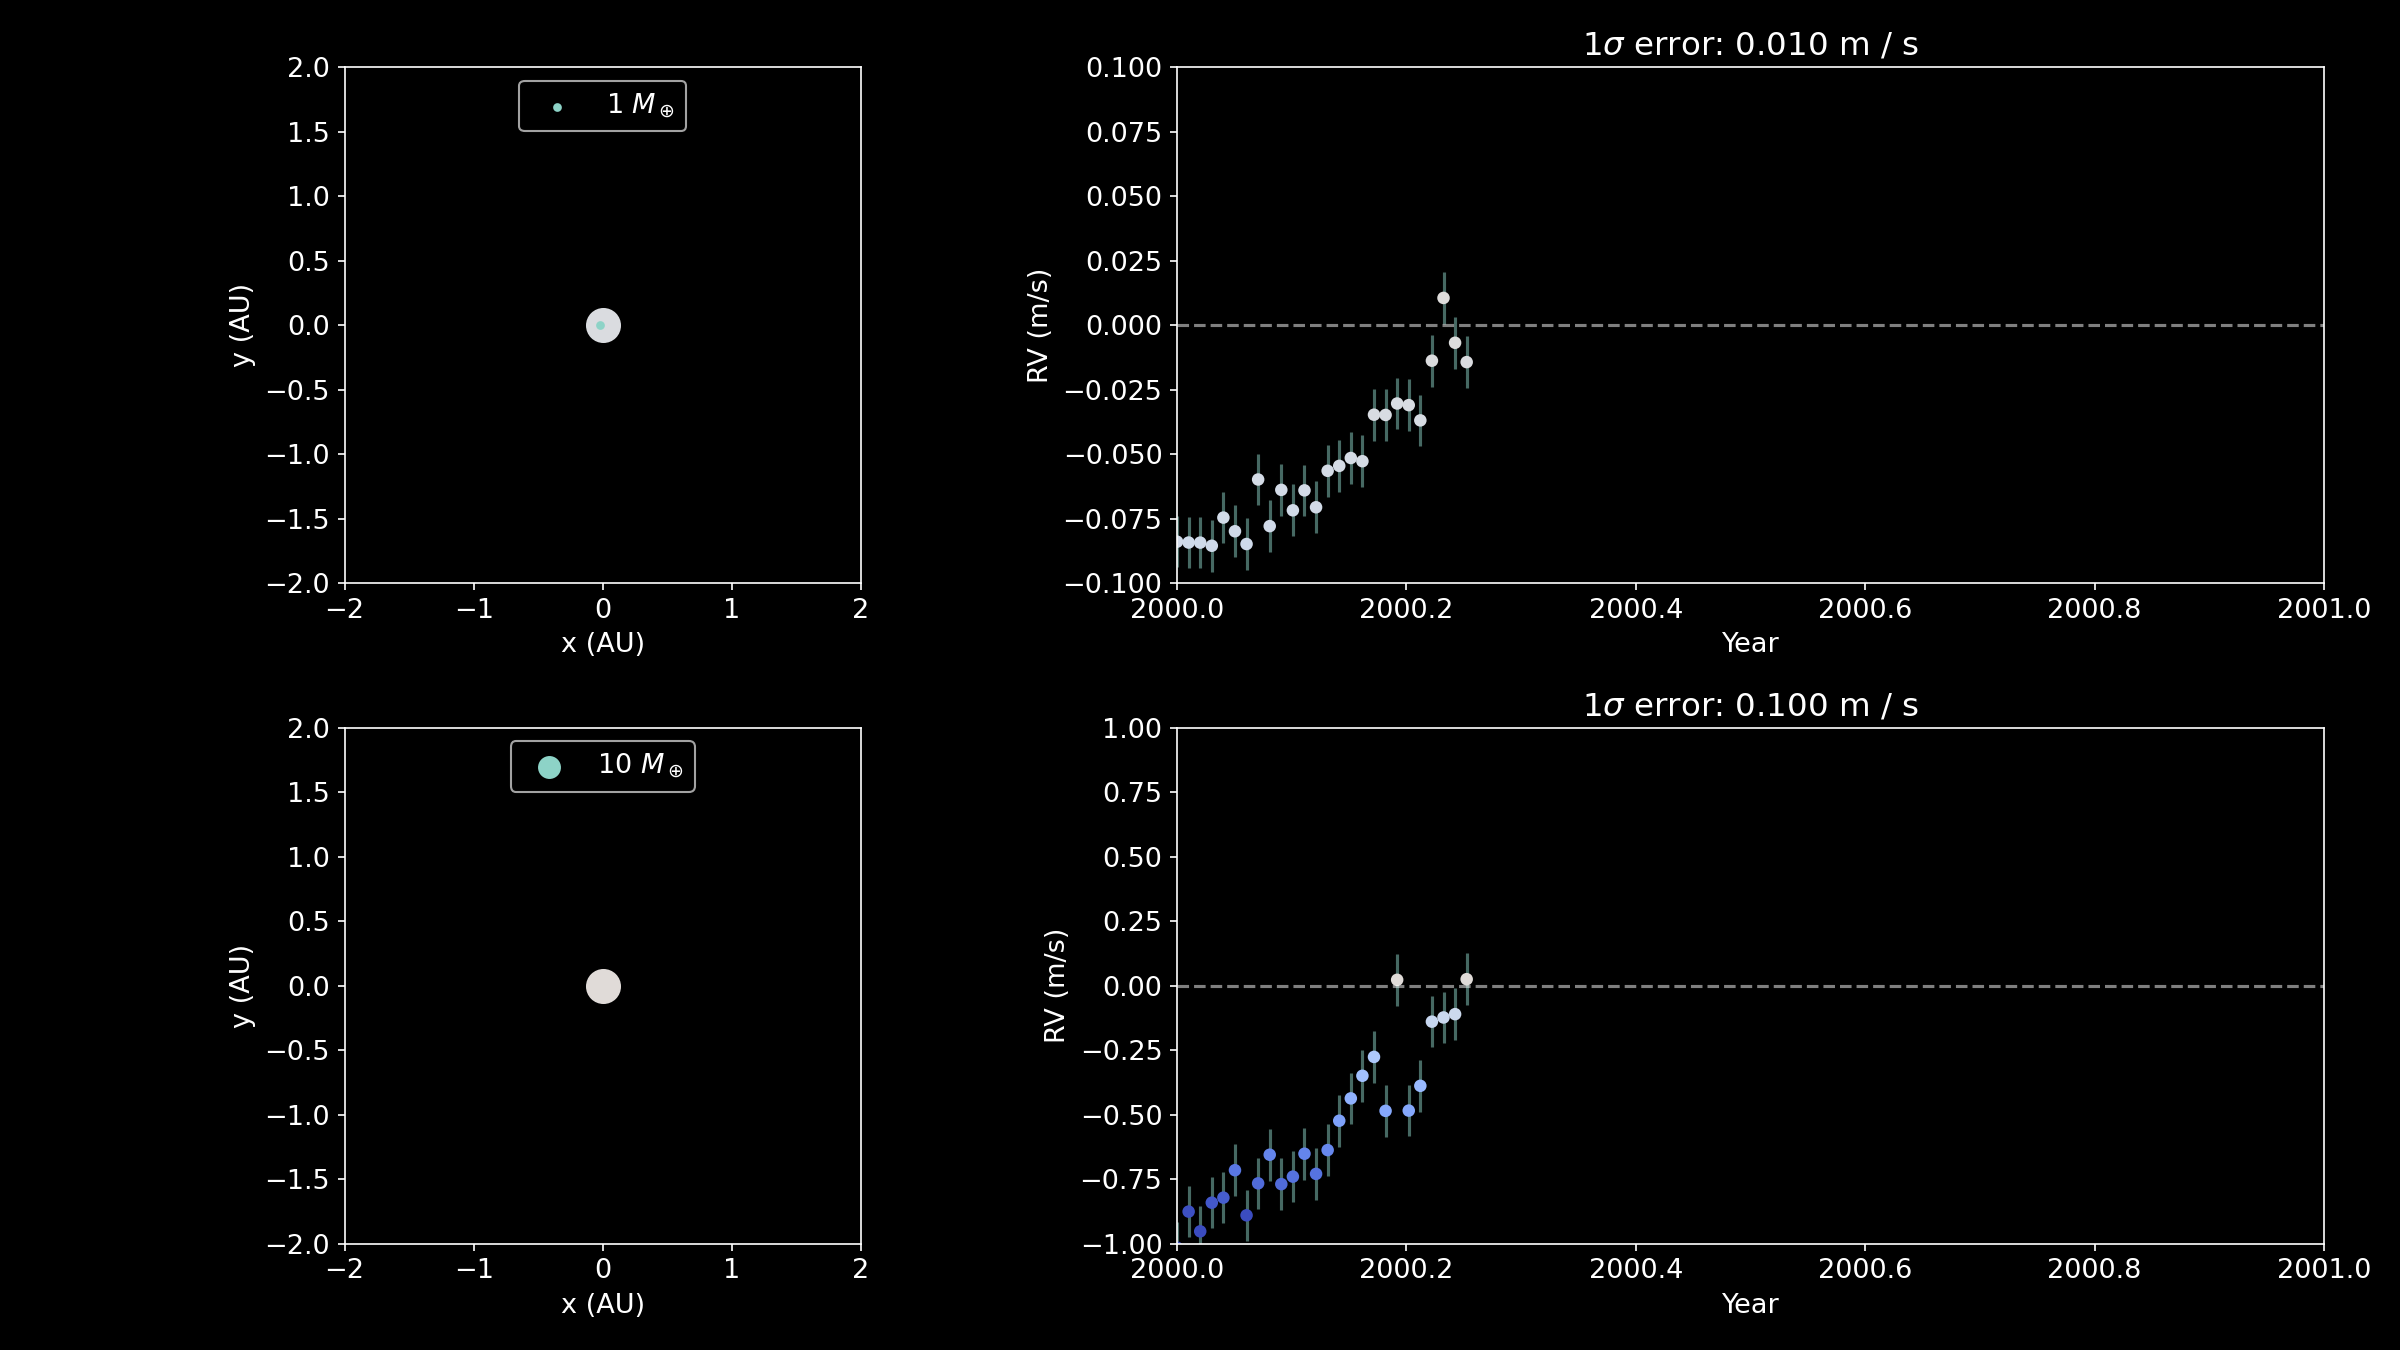 1σ error: 0.010 m / s
2.0
1.5
1.0
0.5
0.0
−0.5
−1.0
−1.5
−2.0
y (AU)
1 M⊕
−2 −1 0 1 2
x (AU)
0.100
0.075
0.050
0.025
0.000
−0.025
−0.050
−0.075
−0.100
RV (m/s)
2000.0 2000.2 2000.4 2000.6 2000.8 2001.0
Year
1σ error: 0.100 m / s
2.0
1.5
1.0
0.5
0.0
−0.5
−1.0
−1.5
−2.0
y (AU)
10 M⊕
−2 −1 0 1 2
x (AU)
1.00
0.75
0.50
0.25
0.00
−0.25
−0.50
−0.75
−1.00
RV (m/s)
2000.0 2000.2 2000.4 2000.6 2000.8 2001.0
Year